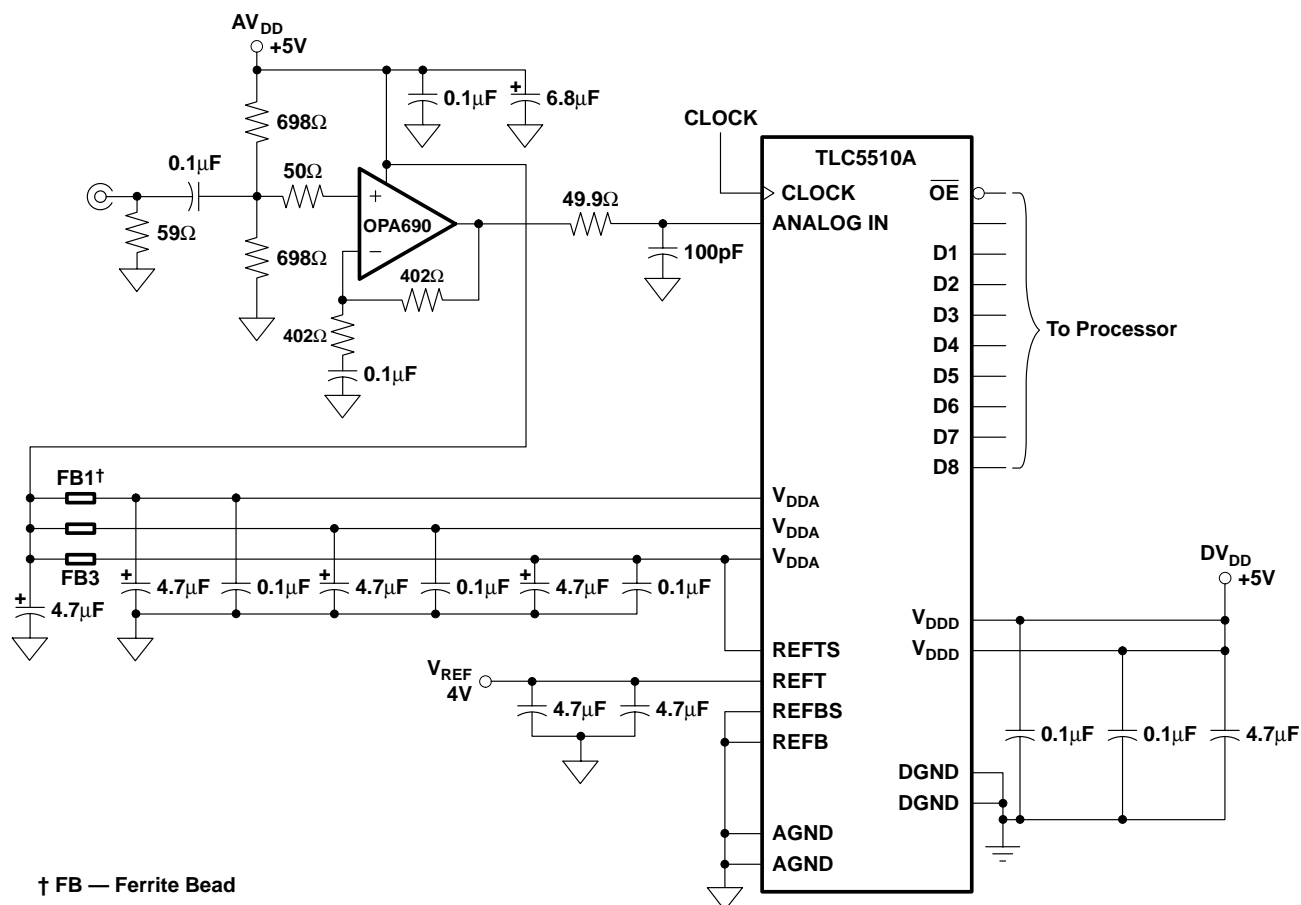 AVDD
+5V
0.1μF
6.8μF
698Ω
CLOCK
TLC5510A
0.1μF
50Ω
CLOCK
OE
+
OPA690
49.9Ω
ANALOG IN
59Ω
698Ω
−
100pF
402Ω
D1
D2
402Ω
D3
To Processor
D4
0.1μF
D5
D6
D7
D8
FB1†
VDDA
VDDA
FB3
VDDA
DVDD
+5V
4.7μF
4.7μF
0.1μF
4.7μF
0.1μF
4.7μF
0.1μF
VDDD
VDDD
REFTS
VREF
4V
REFT
4.7μF
4.7μF
REFBS
REFB
0.1μF
0.1μF
4.7μF
DGND
DGND
AGND
AGND
† FB — Ferrite Bead